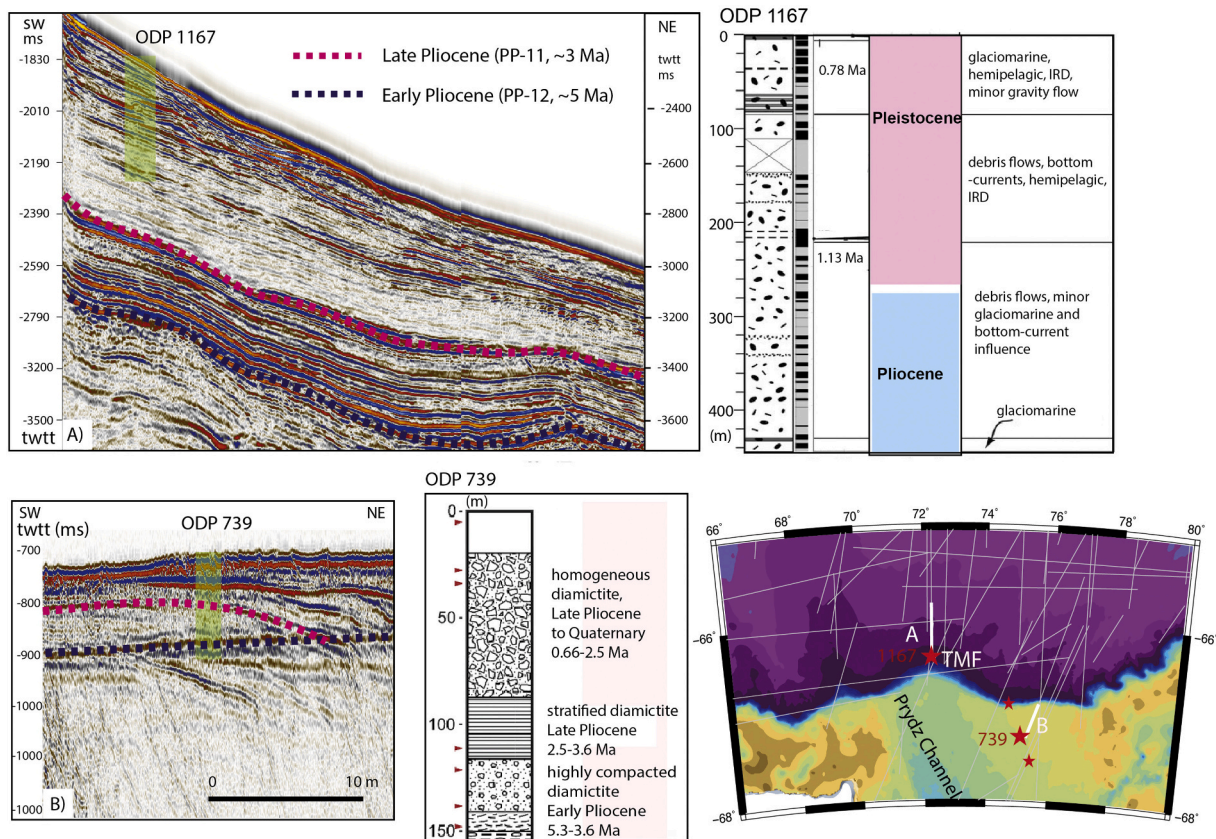 SW
ms
ODP 1167
NE
twtt
ms
Late Pliocene (PP-11, ~3 Ma)
Early Pliocene (PP-12, ~5 Ma)
-1830
-2010
-2190
-2390
-2590
-2790
-3200
-3500
twtt
A)
-2400
-2600
-2800
-3000
-3200
-3400
-3600
ODP 1167
0
100
200
300
400
(m)
0.78 Ma
1.13 Ma
Pleistocene
Pliocene
glaciomarine,
hemipelagic, IRD,
minor gravity flow
debris flows, bottom
-currents, hemipelagic,
IRD
debris flows, minor
glaciomarine and
bottom-current
influence
glaciomarine
SW
twtt (ms)
ODP 739
NE
-700
-800
-900
-1000
-1000
-1000
B)
0
10 m
ODP 739
(m)
0
50
100
150
homogeneous
diamictite,
Late Pliocene
to Quaternary
0.66-2.5 Ma
stratified diamictite
Late Pliocene
2.5-3.6 Ma
highly compacted
diamictite
Early Pliocene
5.3-3.6 Ma
66
68
70
72
74
76
78
80
-66
-66
-68
-68
A
1167
TMF
739
B
Prydz Channel